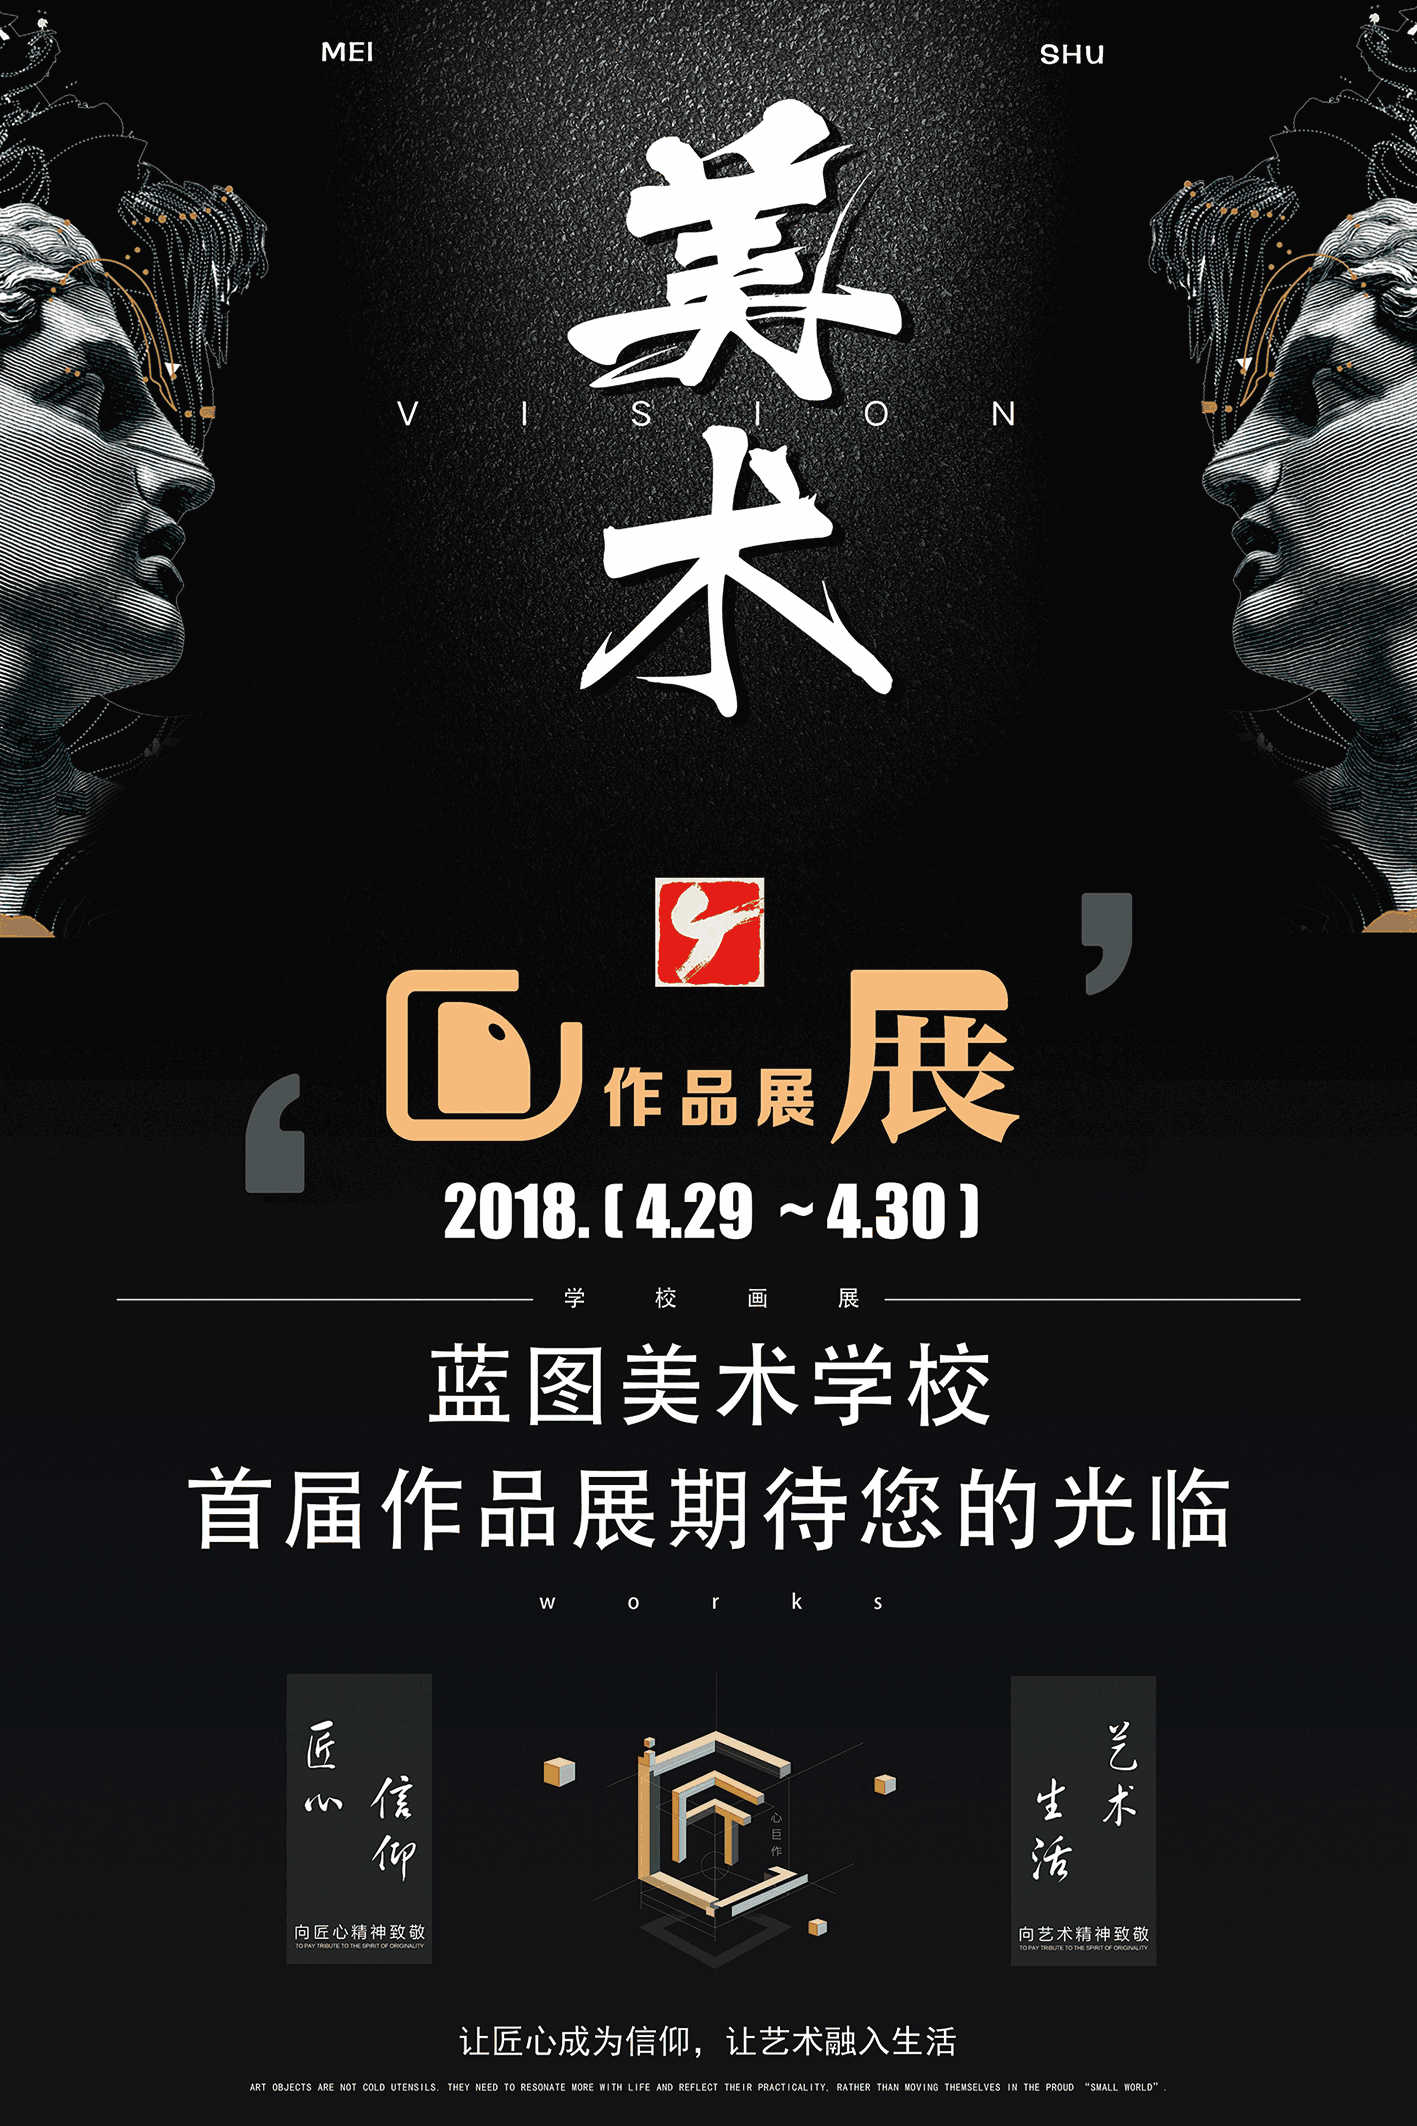 MEI
SHU
美
VISION
术
作品展
展
2018.(4.29 ~4.30)
学校画展
蓝图美术学校
首届作品展期待您的光临
works
匠心
信仰
向匠心精神致敬
TO PAY TRIBUTE TO THE SPIRIT OF ORIGINALITY
心巨作
艺术
生活
向艺术精神致敬
TO PAY TRIBUTE TO THE SPIRIT OF ORIGINALITY
让匠心成为信仰，让艺术融入生活
ART OBJECTS ARE NOT COLD UTENSILS. THEY NEED TO RESONATE MORE WITH LIFE AND REFLECT THEIR PRACTICALITY, RATHER THAN MOVING THEMSELVES IN THE PROUD “SMALL WORLD”.